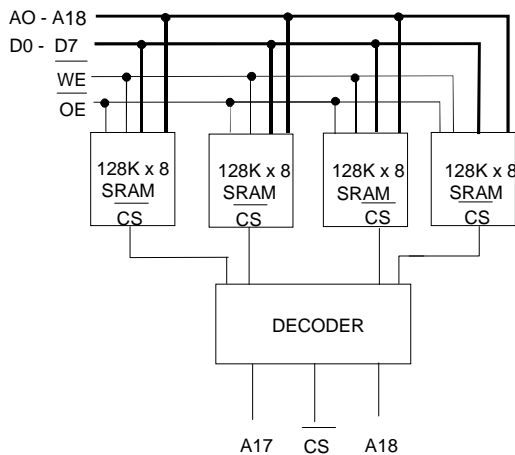 AO - A18
D0 - D7
WE
OE
128K x 8
SRAM
CS
128K x 8
SRAM
CS
128K x 8
SRAM
CS
128K x 8
SRAM
CS
DECODER
A17
CS
A18